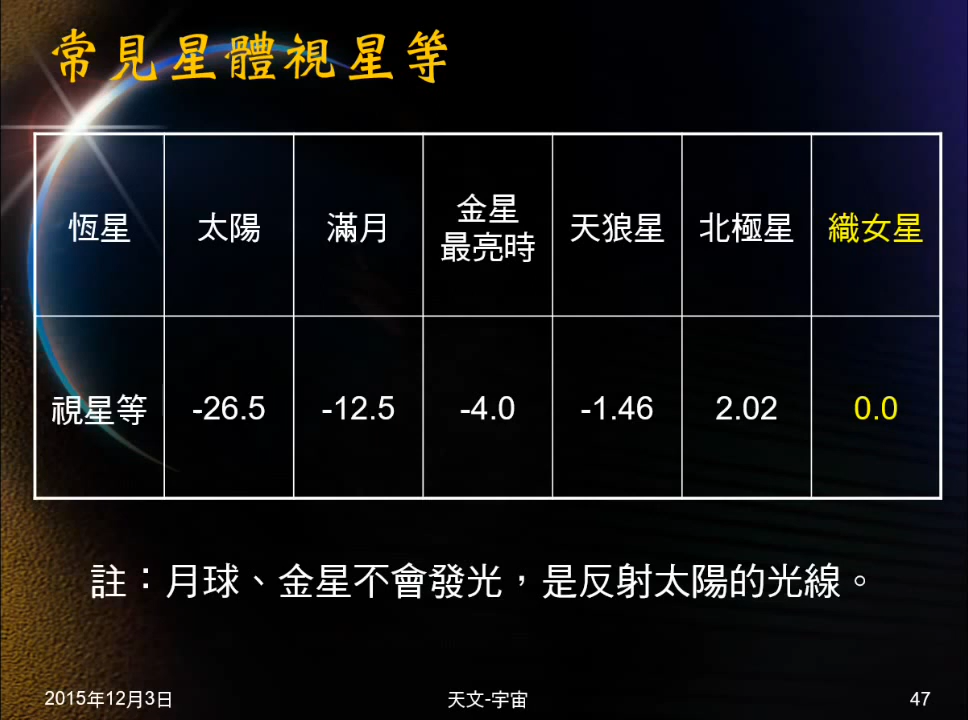 常見星體視星等
恆星 太陽 滿月 金星 最亮時 天狼星 北極星 織女星
視星等 -26.5 -12.5 -4.0 -1.46 2.02 0.0
註：月球、金星不會發光，是反射太陽的光線。
2015年12月3日 天文-宇宙 47